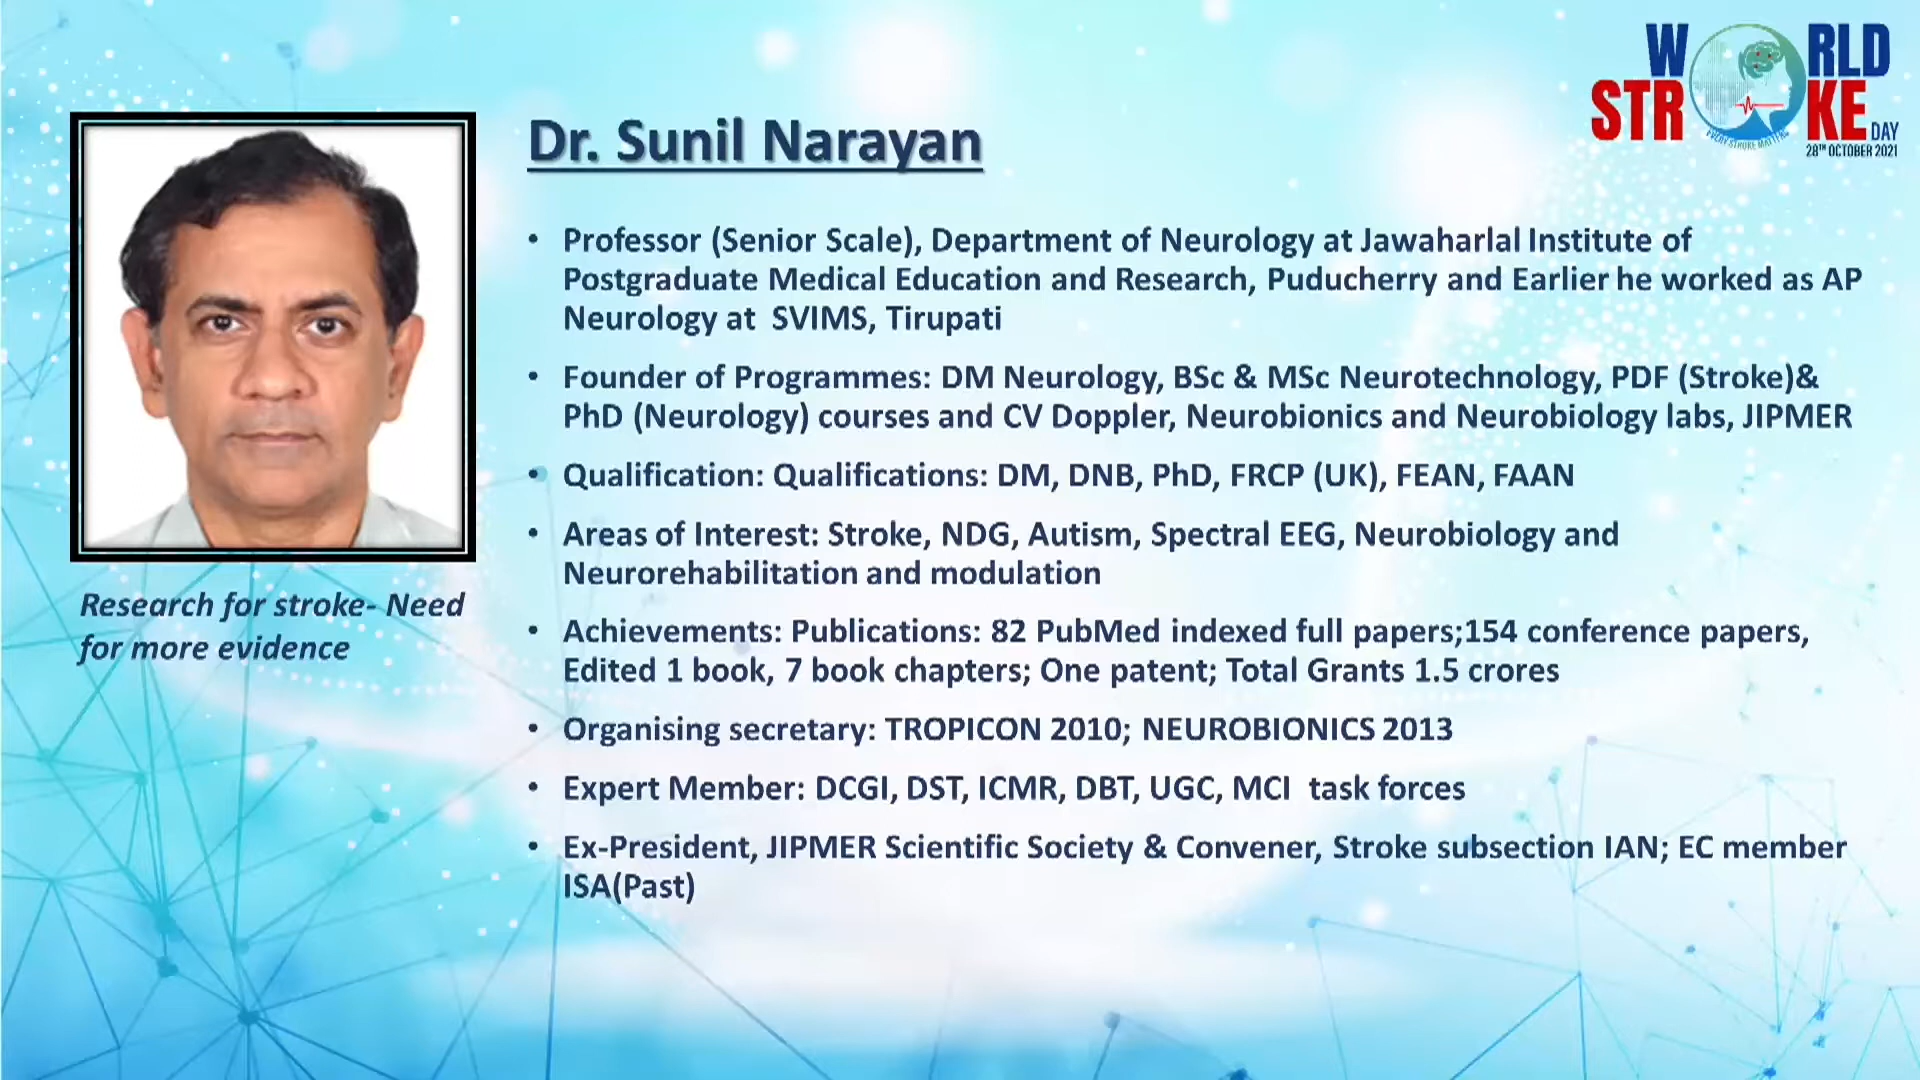 WORLD
STROKE DAY
EVERY STROKE MATTERS
28TH OCTOBER 2021
Dr. Sunil Narayan
• Professor (Senior Scale), Department of Neurology at Jawaharlal Institute of
Postgraduate Medical Education and Research, Puducherry and Earlier he worked as AP
Neurology at SVIMS, Tirupati
• Founder of Programmes: DM Neurology, BSc & MSc Neurotechnology, PDF (Stroke)&
PhD (Neurology) courses and CV Doppler, Neurobionics and Neurobiology labs, JIPMER
• Qualification: Qualifications: DM, DNB, PhD, FRCP (UK), FEAN, FAAN
• Areas of Interest: Stroke, NDG, Autism, Spectral EEG, Neurobiology and
Neurorehabilitation and modulation
• Achievements: Publications: 82 PubMed indexed full papers;154 conference papers,
Edited 1 book, 7 book chapters; One patent; Total Grants 1.5 crores
• Organising secretary: TROPICON 2010; NEUROBIONICS 2013
• Expert Member: DCGI, DST, ICMR, DBT, UGC, MCI task forces
• Ex-President, JIPMER Scientific Society & Convener, Stroke subsection IAN; EC member
ISA(Past)
Research for stroke- Need
for more evidence